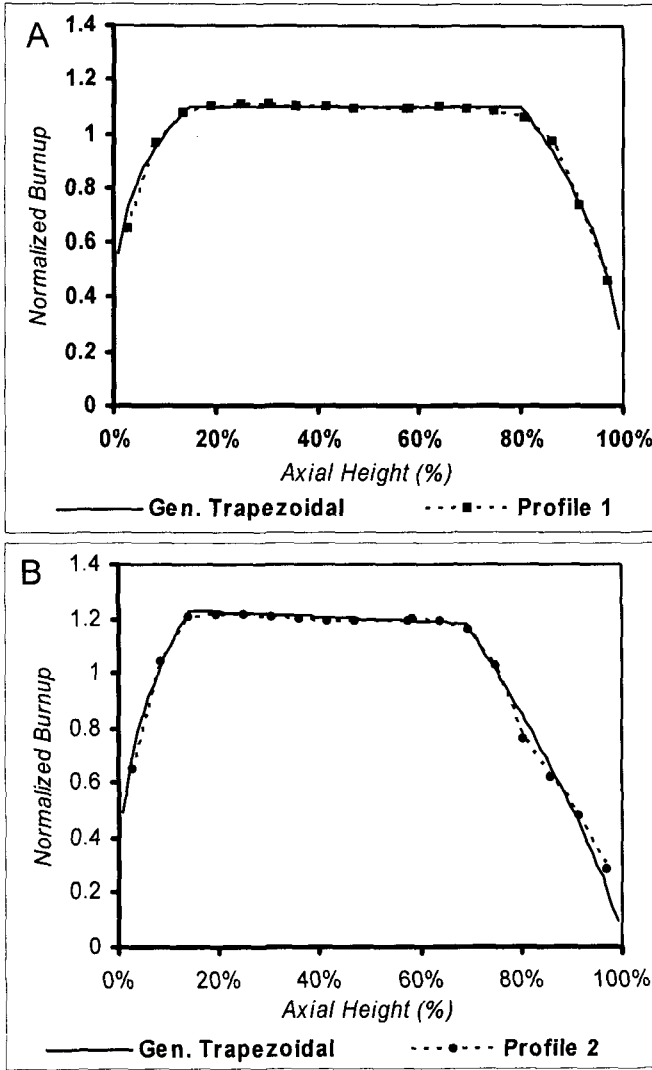 A
1.4
1.2
1
0.8
0.6
0.4
0.2
0
Normalized Burnup
0% 20% 40% 60% 80% 100%
Axial Height (%)
Gen. Trapezoidal Profile 1
B
1.4
1.2
1
0.8
0.6
0.4
0.2
0
Normalized Burnup
0% 20% 40% 60% 80% 100%
Axial Height (%)
Gen. Trapezoidal Profile 2